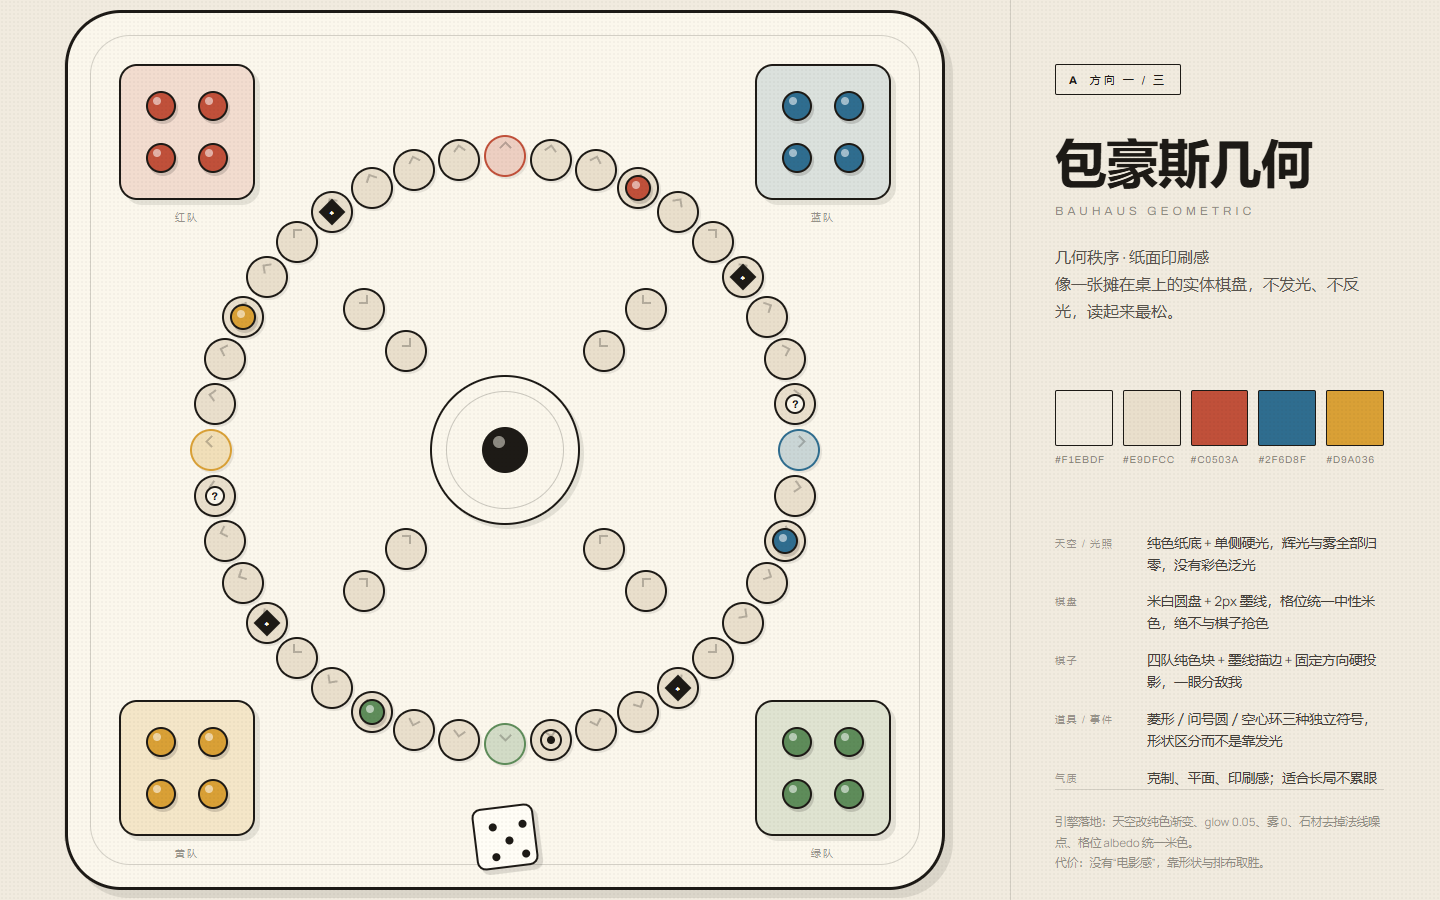 红队
蓝队
?
?
黄队
绿队
A 方向 一 / 三
包豪斯几何
BAUHAUS GEOMETRIC
几何秩序 · 纸面印刷感
像一张摊在桌上的实体棋盘，不发光、不反
光，读起来最松。
#F1EBDF #E9DFCC #C0503A #2F6D8F #D9A036
天空 / 光照 纯色纸底 + 单侧硬光，辉光与雾全部归
零，没有彩色泛光
棋盘 米白圆盘 + 2px 墨线，格位统一中性米
色，绝不与棋子抢色
棋子 四队纯色块 + 墨线描边 + 固定方向硬投
影，一眼分敌我
道具 / 事件 菱形 / 问号圆 / 空心环三种独立符号，
形状区分而不是靠发光
气质 克制、平面、印刷感；适合长局不累眼
引擎落地：天空改纯色渐变、glow 0.05、雾 0、石材去掉法线噪
点、格位 albedo 统一米色。
代价：没有“电影感”，靠形状与排布取胜。